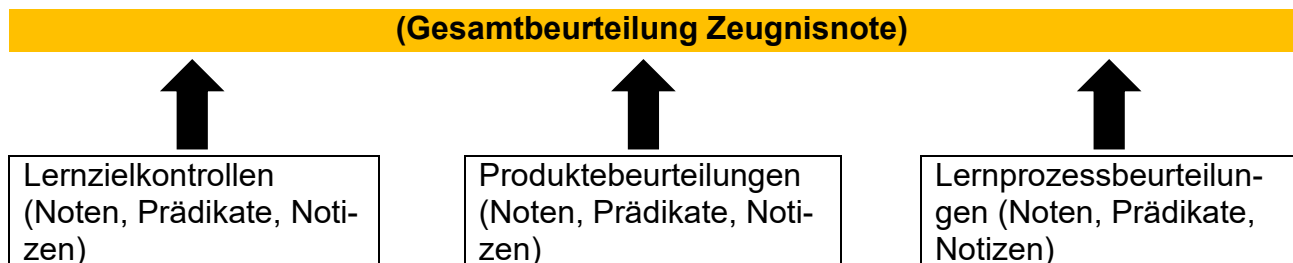 (Gesamtbeurteilung Zeugnisnote)
Lernzielkontrollen
(Noten, Prädikate, Noti-
zen)
Produktebeurteilungen
(Noten, Prädikate, Noti-
zen)
Lernprozessbeurteilun-
gen (Noten, Prädikate,
Notizen)